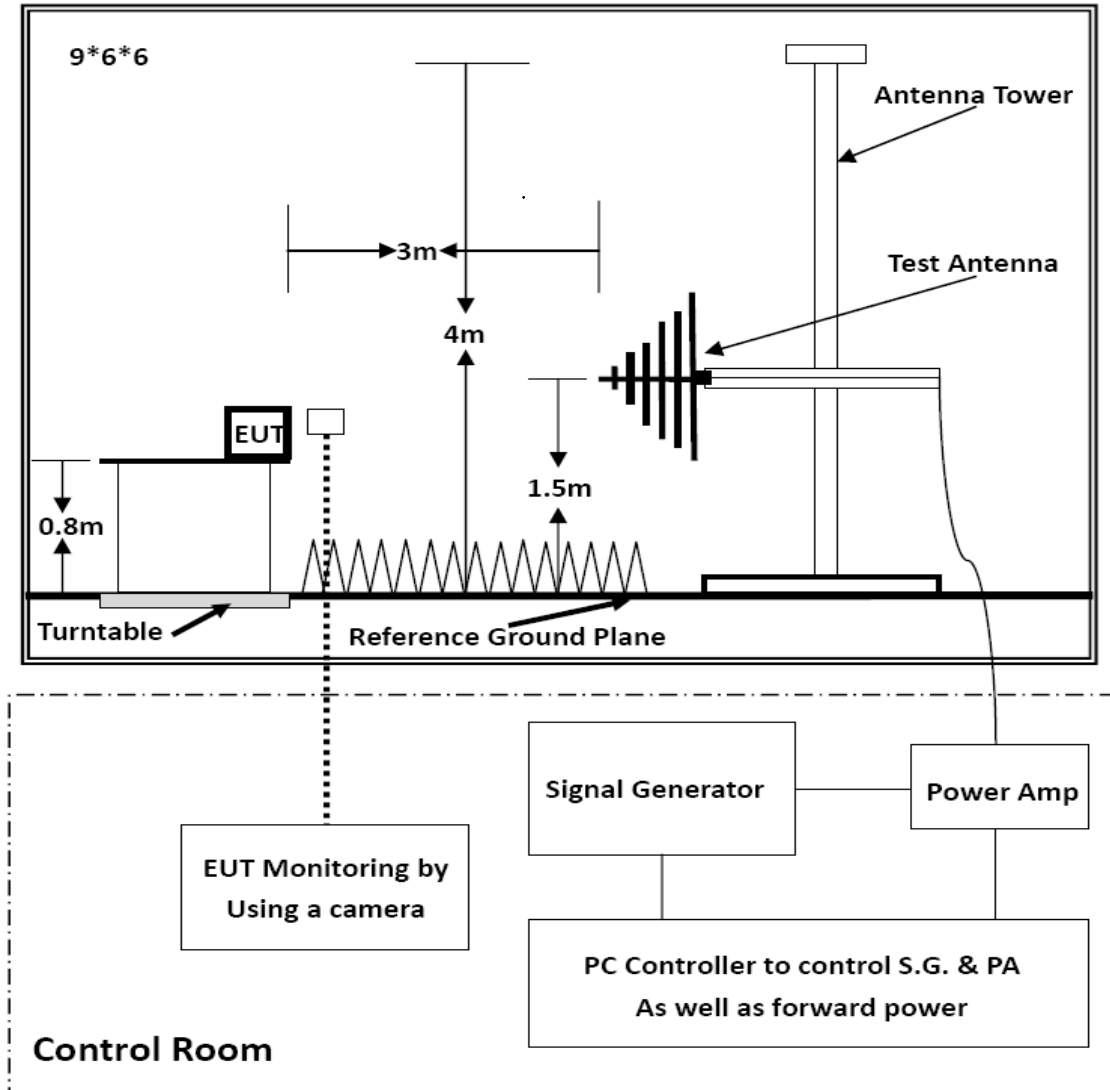 9*6*6
Antenna Tower
3m
Test Antenna
4m
EUT
1.5m
0.8m
Turntable
Reference Ground Plane
Signal Generator
Power Amp
EUT Monitoring by
Using a camera
PC Controller to control S.G. & PA
As well as forward power
Control Room